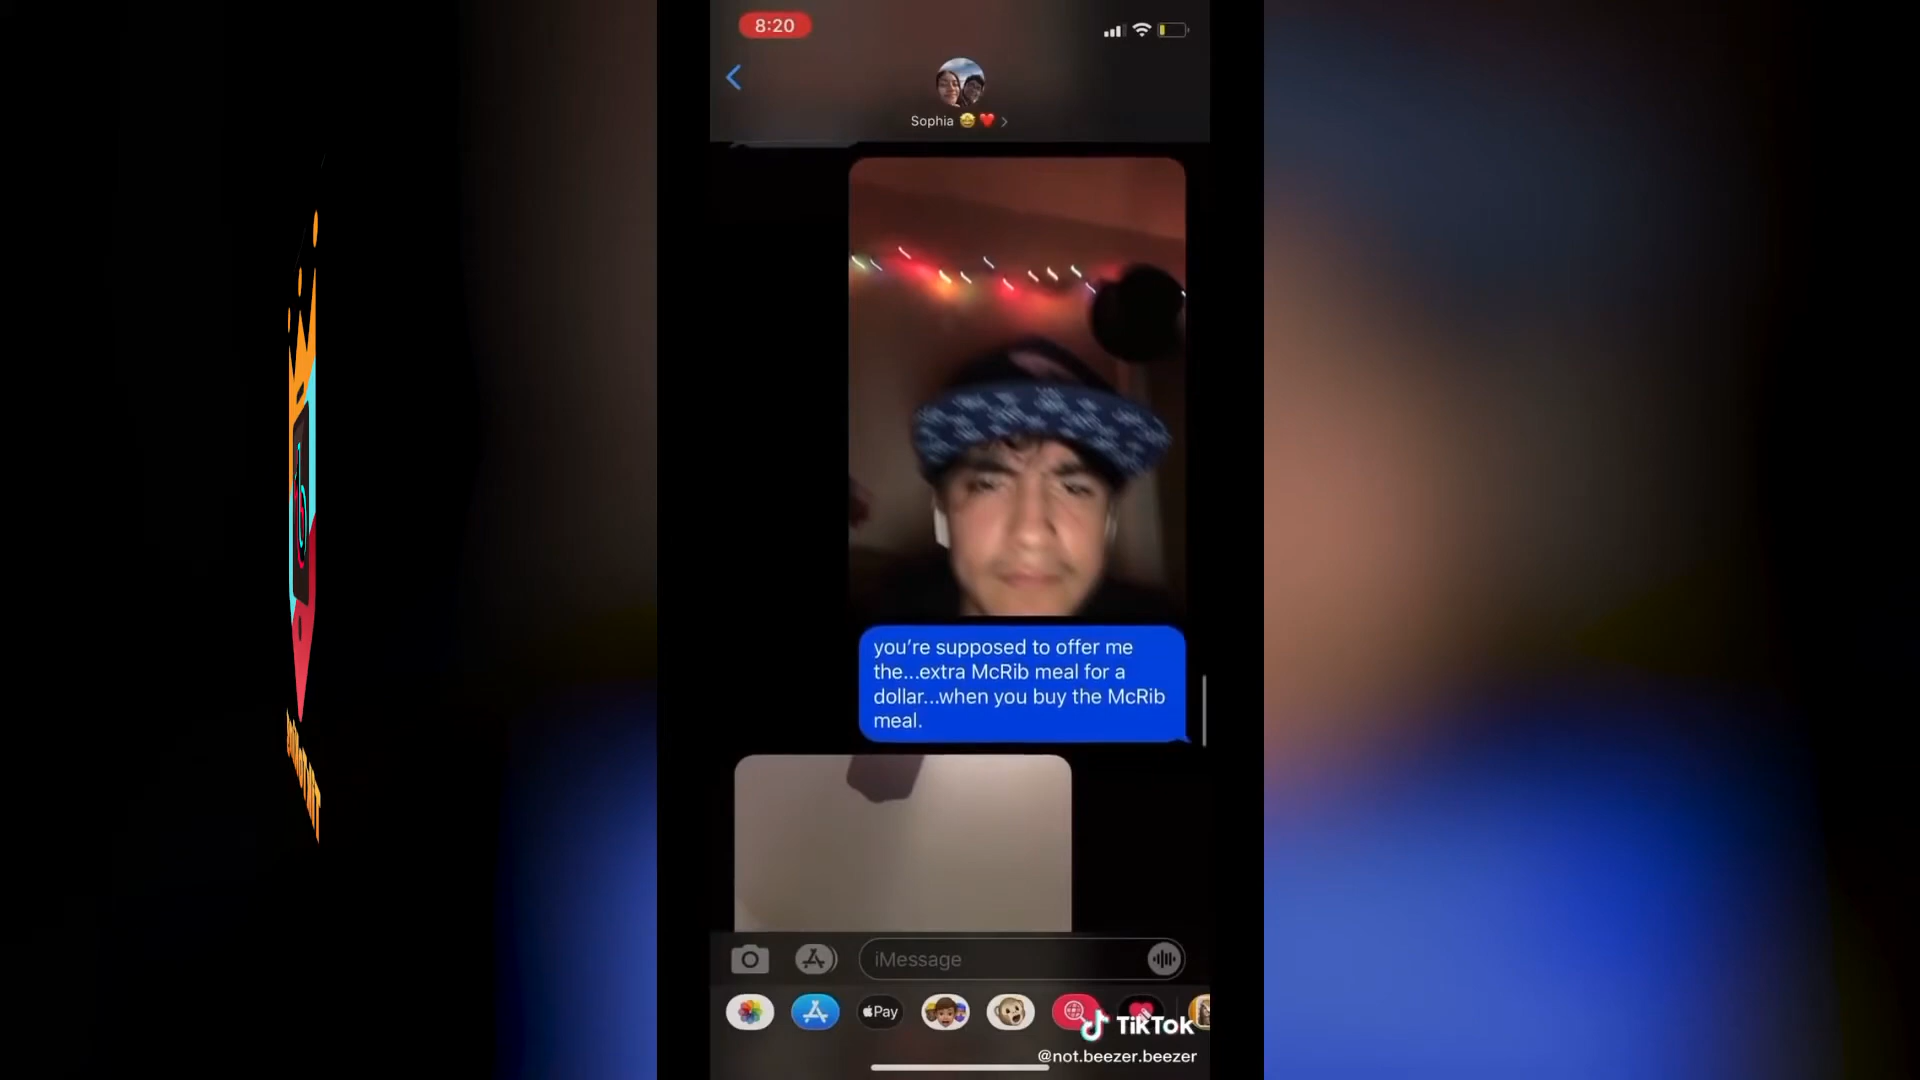 8:20
Sophia 🤩❤️
you’re supposed to offer me
the...extra McRib meal for a
dollar...when you buy the McRib
meal.
iMessage
Pay
TikTok
@not.beezer.beezer